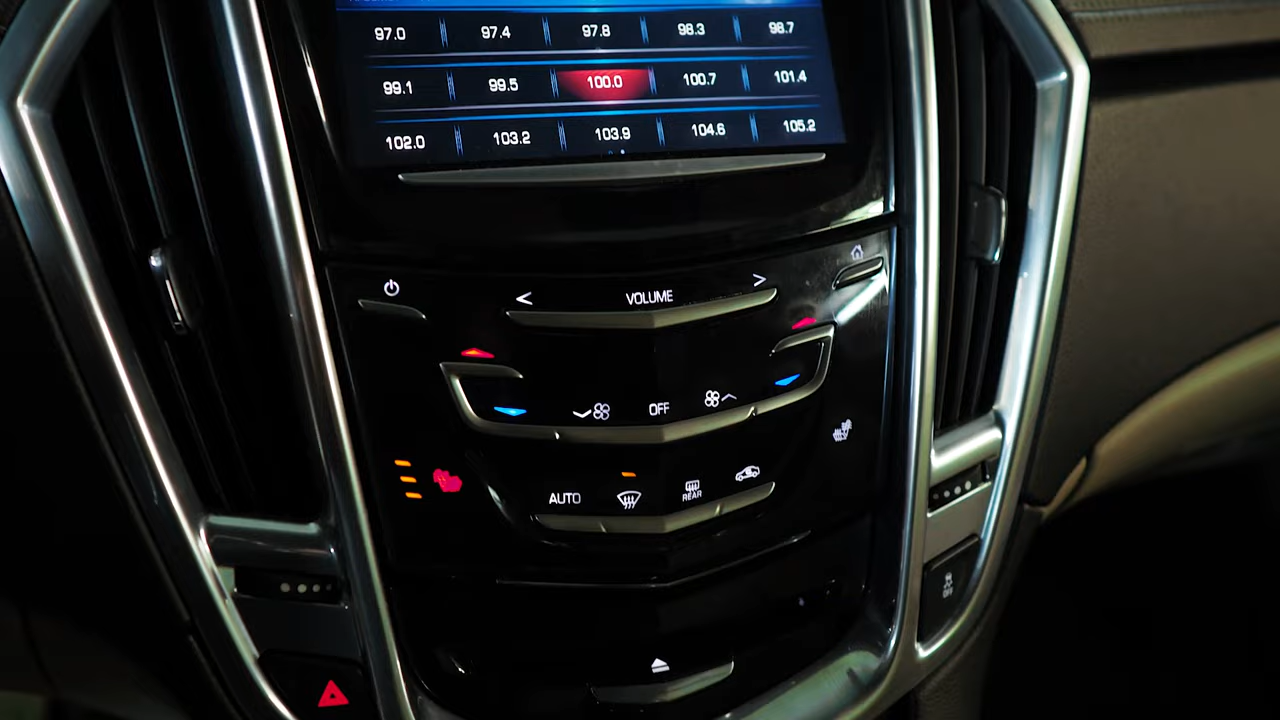 97.0 97.4 97.8 98.3 98.7
99.1 99.5 100.0 100.7 101.4
102.0 103.2 103.9 104.6 105.2
< VOLUME >
OFF
AUTO
REAR
OFF